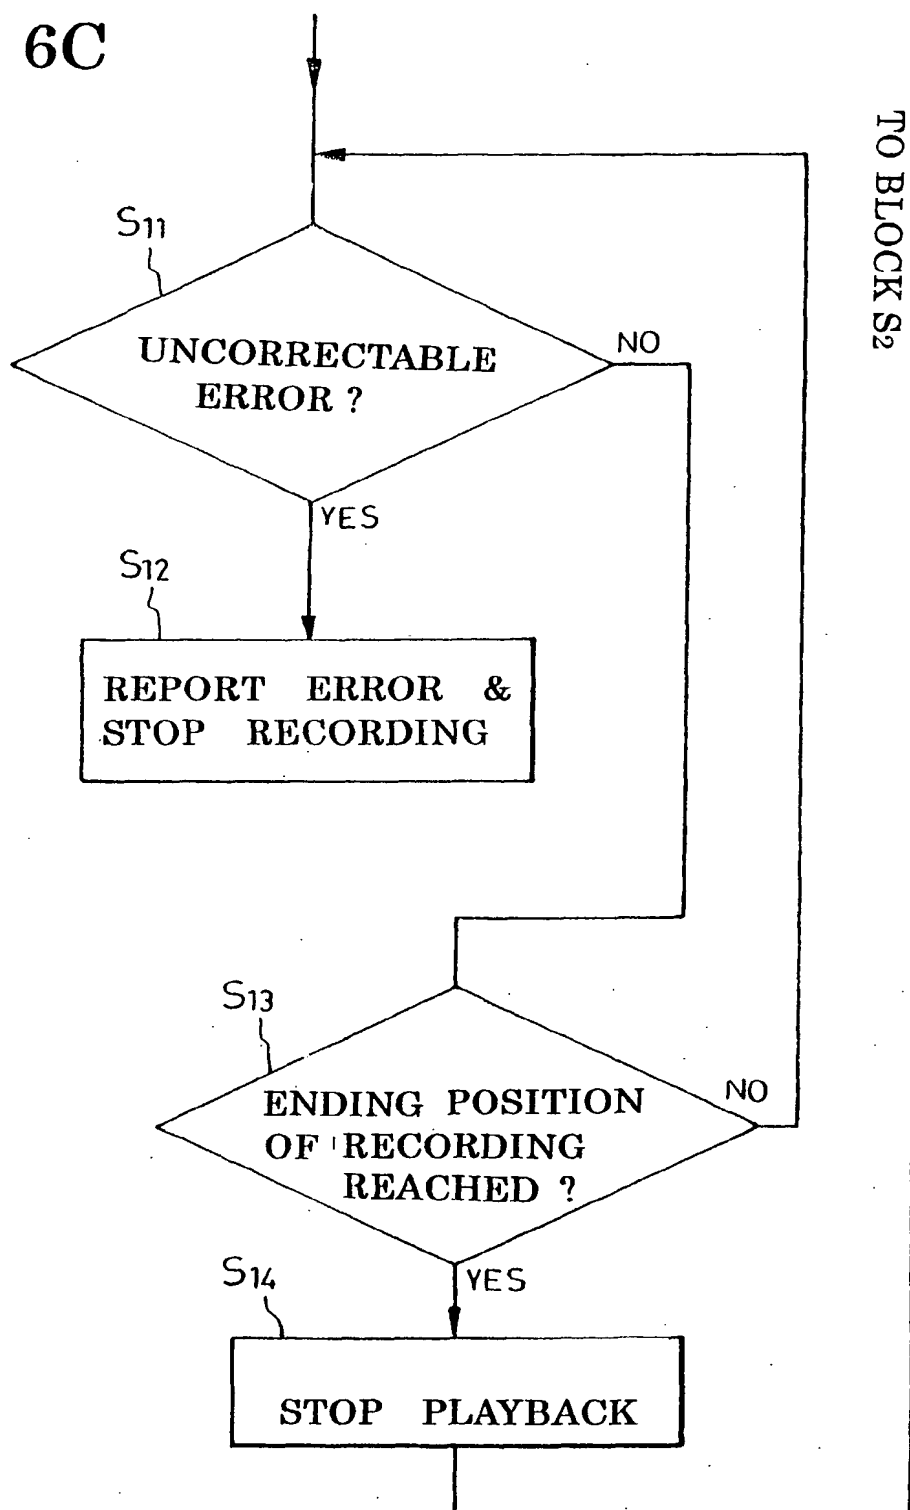 6C
TO BLOCK S2
S11
UNCORRECTABLE
ERROR ?
NO
YES
S12
REPORT ERROR &
STOP RECORDING
S13
ENDING POSITION
OF RECORDING
REACHED ?
NO
YES
S14
STOP PLAYBACK